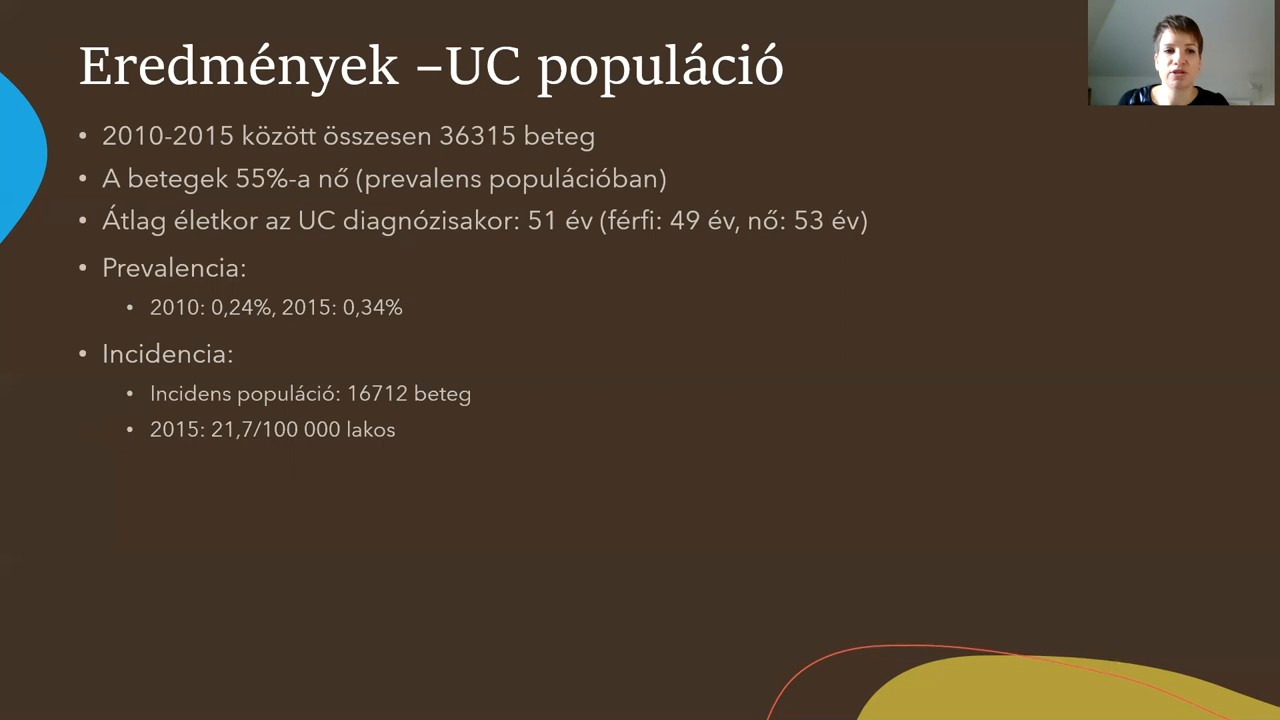 Eredmények –UC populáció
• 2010-2015 között összesen 36315 beteg
• A betegek 55%-a nő (prevalens populációban)
• Átlag életkor az UC diagnózisakor: 51 év (férfi: 49 év, nő: 53 év)
• Prevalencia:
• 2010: 0,24%, 2015: 0,34%
• Incidencia:
• Incidens populáció: 16712 beteg
• 2015: 21,7/100 000 lakos